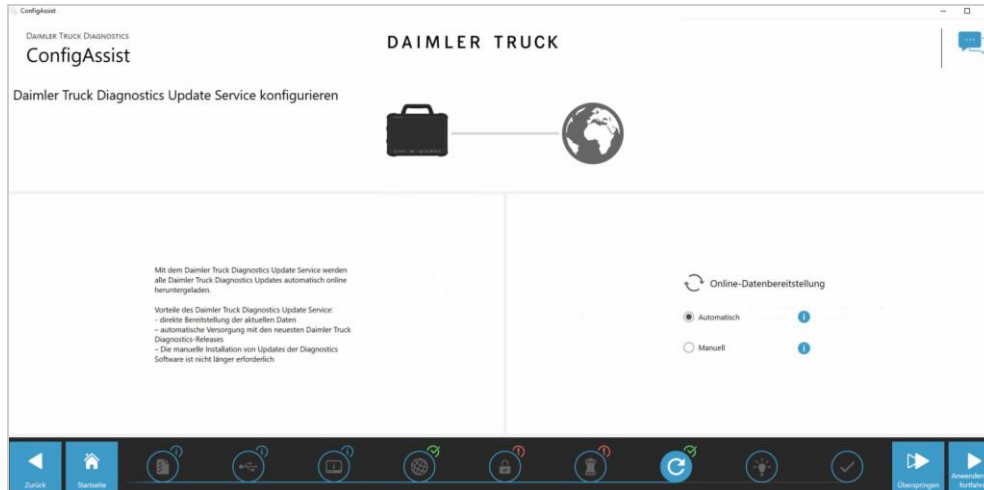 ConfigAssist
DAIMLER TRUCK DIAGNOSTICS
ConfigAssist
DAIMLER TRUCK
Daimler Truck Diagnostics Update Service konfigurieren
Mit dem Daimler Truck Diagnostics Update Service werden
alle Daimler Truck Diagnostics Updates automatisch online
heruntergeladen.
Vorteile des Daimler Truck Diagnostics Update Service:
- direkte Bereitstellung der aktuellen Daten
– automatische Versorgung mit den neuesten Daimler Truck
Diagnostics-Releases
– Die manuelle Installation von Updates der Diagnostics
Software ist nicht länger erforderlich
Online-Datenbereitstellung
Automatisch
Manuell
Zurück
Startseite
Überspringen
Anwenden
fortfahr